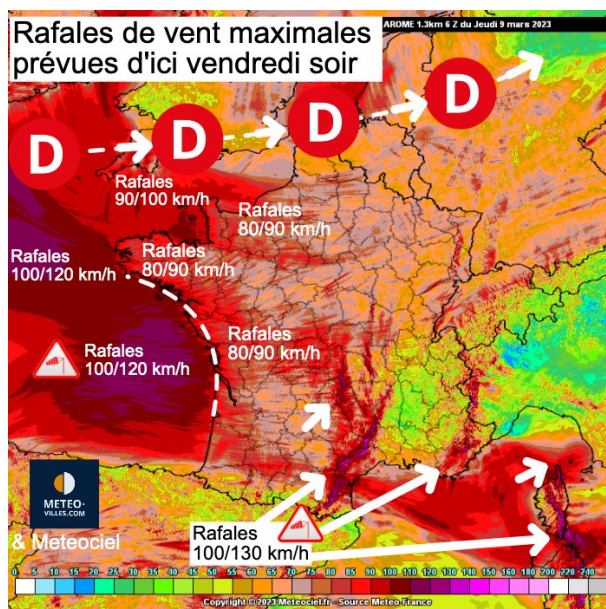 Rafales de vent maximales
prévues d'ici vendredi soir
AROME 1.3km 6 Z du Jeudi 9 mars 2023
D
D
D
D
Rafales
90/100 km/h
Rafales
80/90 km/h
Rafales
100/120 km/h
Rafales
80/90 km/h
Rafales
100/120 km/h
Rafales
80/90 km/h
METEO-
VILLES.COM
& Meteociel
Rafales
100/130 km/h
0 5 10 15 20 25 30 35 40 45 50 55 60 65 70 75 80 85 90 95 100 110 120 130 140 150 160 180 200 220 240
Copyright © 2023 Meteociel.fr - Source Meteo-France